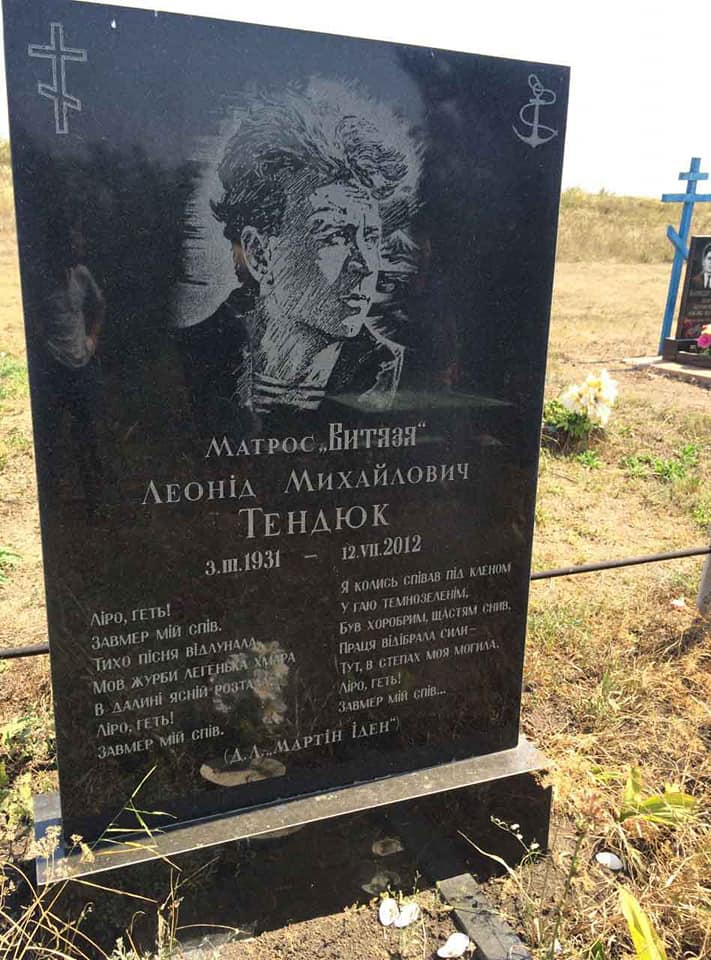 Матрос „Витязя“
Леонід Михайлович
Тендюк
3.III.1931 – 12.VII.2012
Ліро, геть!
Завмер мій спів.
Тихо пісня відлунала,
Мов журби легенька хмара
В далині ясній
Ліро, геть!
Завмер мій спів.
Я колись співав під кленом
У гаю темнозеленім,
Був хоробрим, щастям снив.
Праця відібрала сили–
Тут, в степах моя могила.
Ліро, геть!
Завмер мій спів...
(Д.Л. „Мартін Іден“)